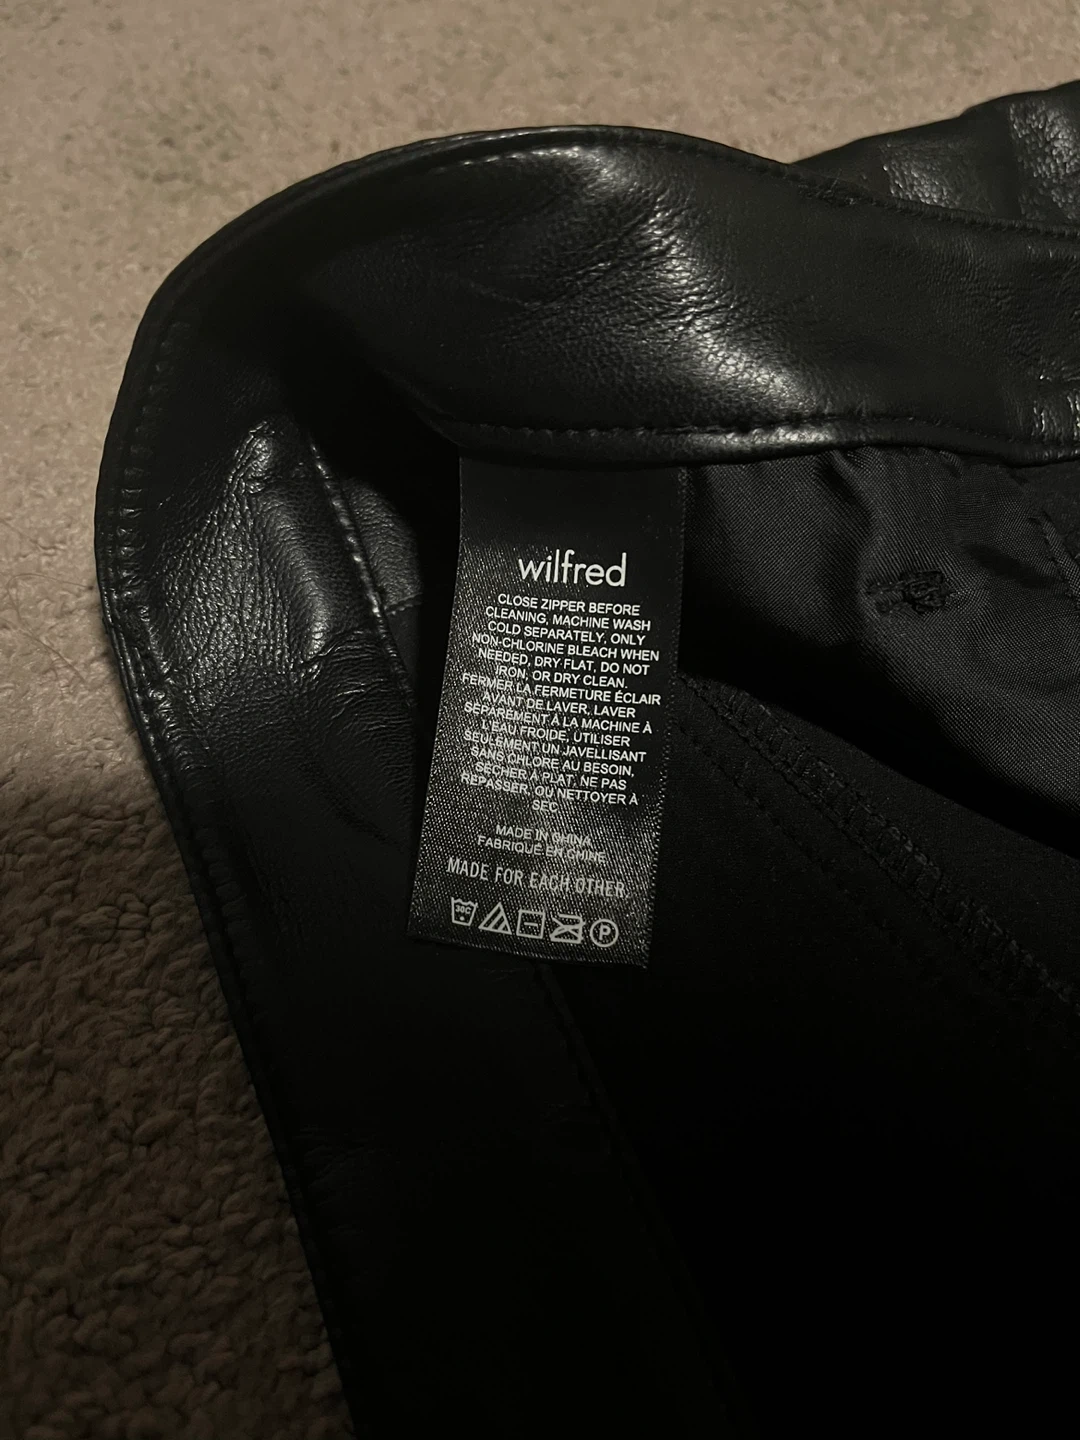 wilfred
CLOSE ZIPPER BEFORE
CLEANING, MACHINE WASH
COLD SEPARATELY, ONLY
NON-CHLORINE BLEACH WHEN
NEEDED, DRY FLAT, DO NOT
IRON, OR DRY CLEAN.
FERMER LA FERMETURE ÉCLAIR
AVANT DE LAVER, LAVER
SÉPARÉMENT À LA MACHINE À
L'EAU FROIDE, UTILISER
SEULEMENT UN JAVELLISANT
SANS CHLORE AU BESOIN,
SÉCHER À PLAT, NE PAS
REPASSER, OU NETTOYER À
SEC.
MADE IN CHINA
FABRIQUÉ EN CHINE
MADE FOR EACH OTHER.
30C P